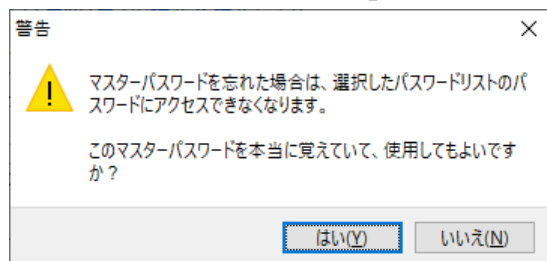 警告
マスターパスワードを忘れた場合は、選択したパスワードリストのパ
スワードにアクセスできなくなります。
このマスターパスワードを本当に覚えていて、使用してもよいです
か？
はい(Y)
いいえ(N)